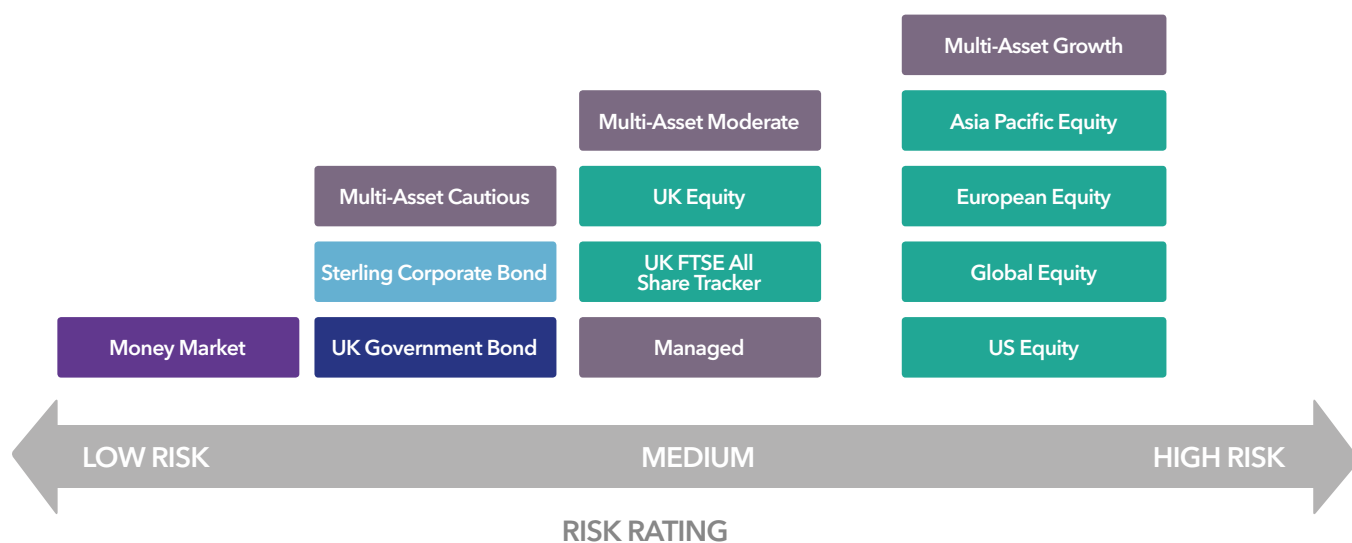 Multi-Asset Growth
Multi-Asset Moderate
Asia Pacific Equity
Multi-Asset Cautious
UK Equity
European Equity
Sterling Corporate Bond
UK FTSE All
Share Tracker
Global Equity
Money Market
UK Government Bond
Managed
US Equity
LOW RISK
MEDIUM
HIGH RISK
RISK RATING